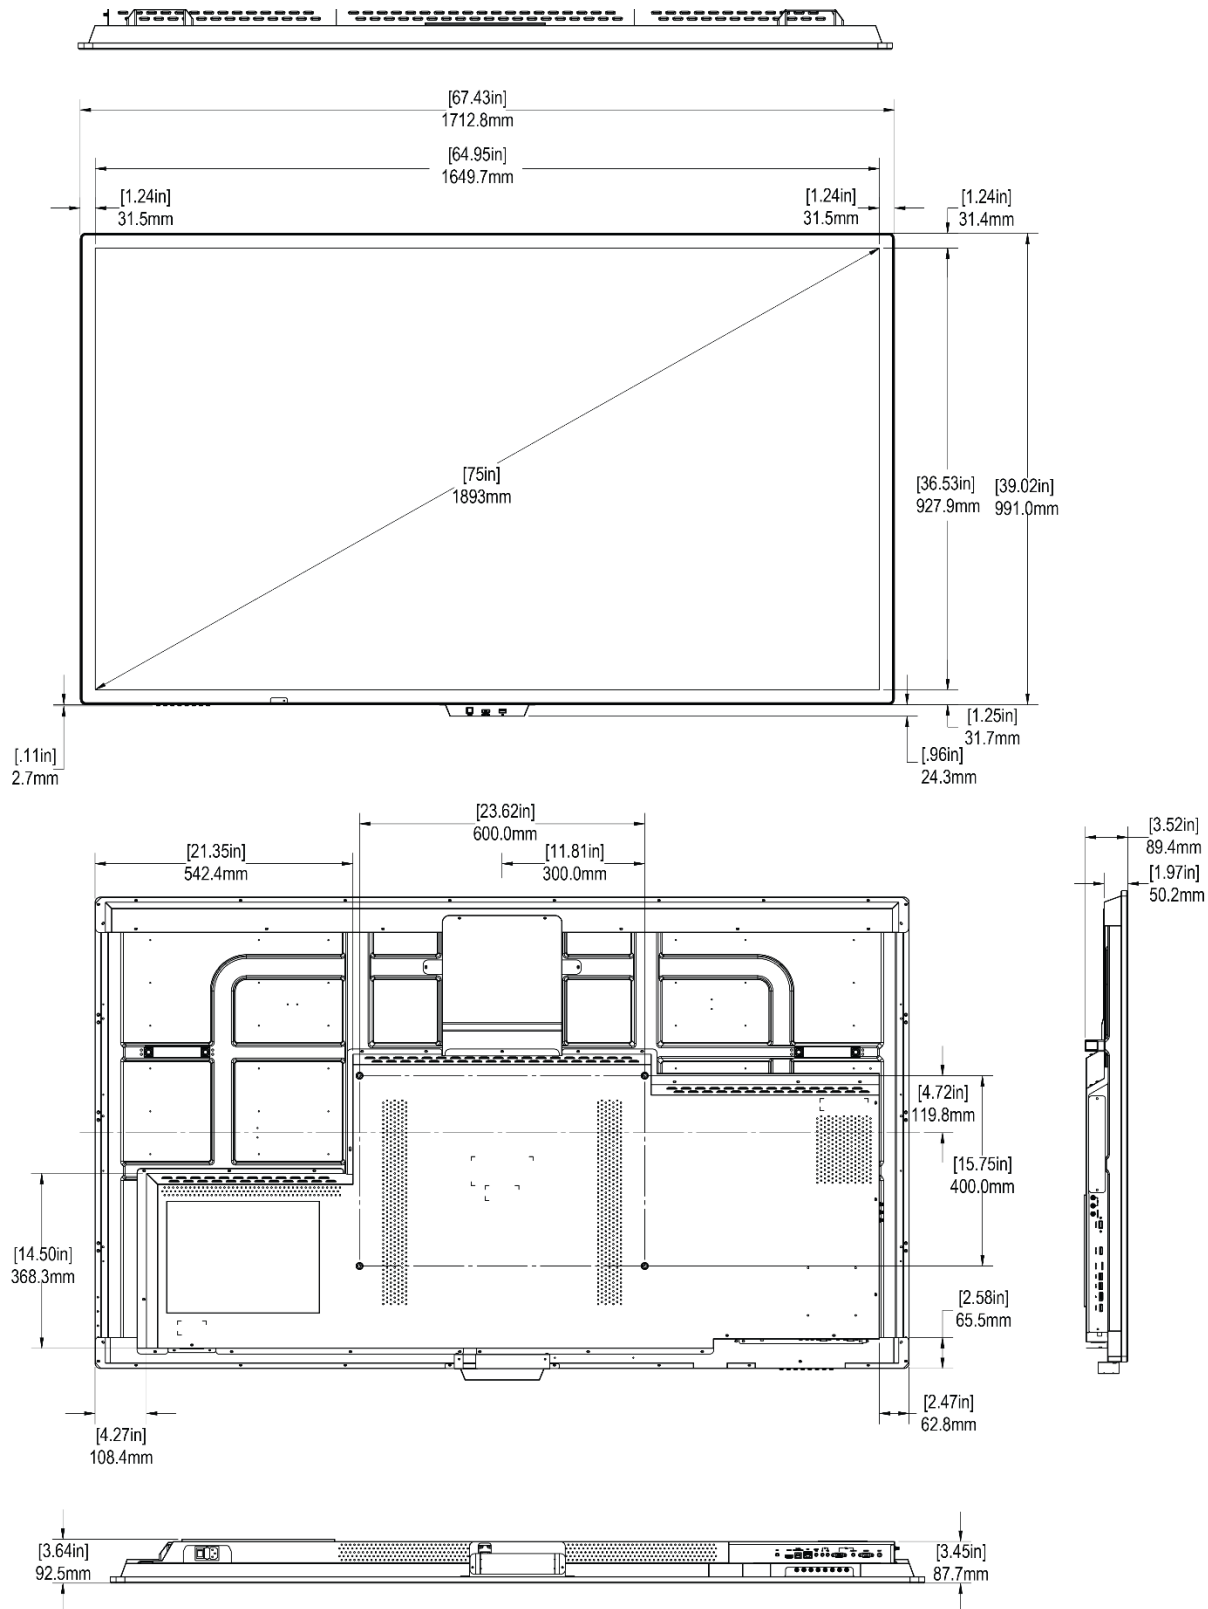 [67.43in]
1712.8mm
[64.95in]
1649.7mm
[1.24in]
31.5mm
[1.24in]
31.5mm
[1.24in]
31.4mm
[75in]
1893mm
[36.53in]
927.9mm
[39.02in]
991.0mm
[1.25in]
31.7mm
[.11in]
2.7mm
[.96in]
24.3mm
[23.62in]
600.0mm
[21.35in]
542.4mm
[11.81in]
300.0mm
[3.52in]
89.4mm
[1.97in]
50.2mm
[4.72in]
119.8mm
[15.75in]
400.0mm
[14.50in]
368.3mm
[2.58in]
65.5mm
[4.27in]
108.4mm
[2.47in]
62.8mm
[3.64in]
92.5mm
[3.45in]
87.7mm